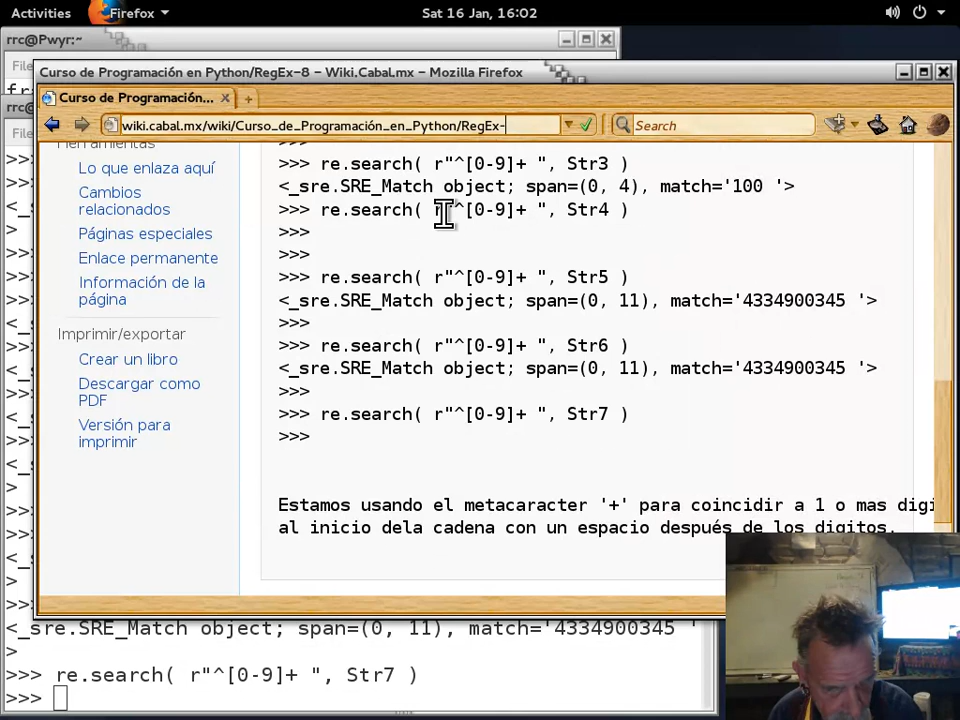 Activities Firefox Sat 16 Jan, 16:02
rrc@Pwyr:~
File
Curso de Programación en Python/RegEx-8 – Wiki.Cabal.mx – Mozilla Firefox
rrc@
Curso de Programación...
wiki.cabal.mx/wiki/Curso_de_Programación_en_Python/RegEx-
Search
File
Herramientas
Lo que enlaza aquí
Cambios
relacionados
Páginas especiales
Enlace permanente
Información de la
página
Imprimir/exportar
Crear un libro
Descargar como
PDF
Versión para
imprimir
>>> re.search( r"^[0-9]+ ", Str3 )
<_sre.SRE_Match object; span=(0, 4), match='100 '>
>>> re.search( r"^[0-9]+ ", Str4 )
>>>
>>>
>>> re.search( r"^[0-9]+ ", Str5 )
<_sre.SRE_Match object; span=(0, 11), match='4334900345 '>
>>>
>>> re.search( r"^[0-9]+ ", Str6 )
<_sre.SRE_Match object; span=(0, 11), match='4334900345 '>
>>>
>>> re.search( r"^[0-9]+ ", Str7 )
>>>
Estamos usando el metacaracter '+' para coincidir a 1 o mas digi
al inicio dela cadena con un espacio después de los digitos.
<_sre.SRE_Match object; span=(0, 11), match='4334900345 '
>
>>> re.search( r"^[0-9]+ ", Str7 )
>>>